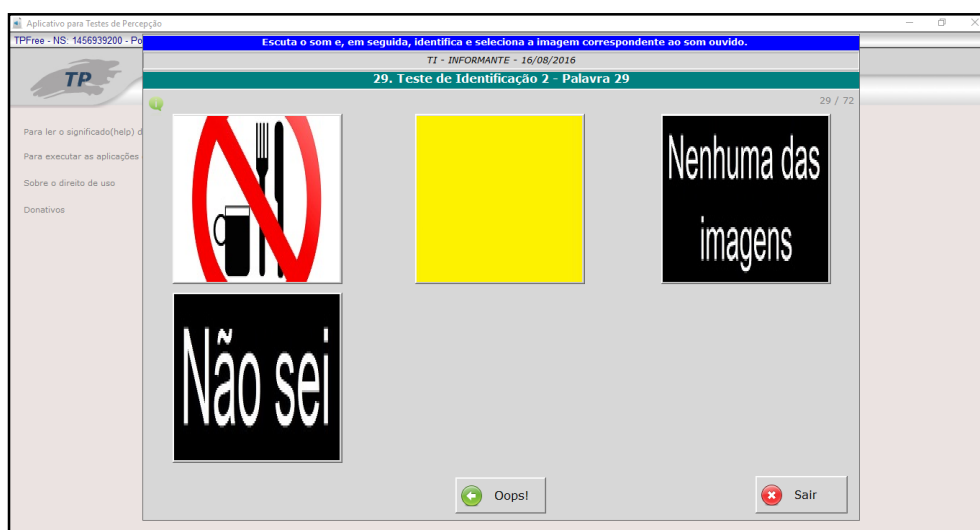 Aplicativo para Testes de Percepção
TPFree - NS: 1456939200 - Po
Escuta o som e, em seguida, identifica e seleciona a imagem correspondente ao som ouvido.
TI - INFORMANTE - 16/08/2016
TP
29. Teste de Identificação 2 - Palavra 29
29 / 72
Para ler o significado(help) d
Para executar as aplicações
Sobre o direito de uso
Donativos
Nenhuma das
imagens
Não sei
Oops!
Sair